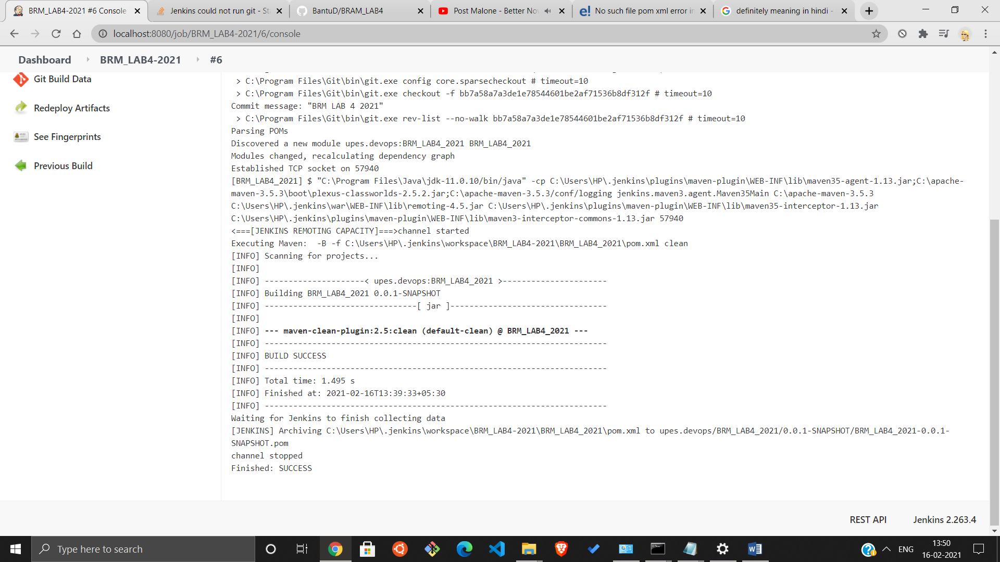 BRM_LAB4-2021 #6 Console
Jenkins could not run git - St
BantuD/BRAM_LAB4
Post Malone - Better No
No such file pom xml error in
definitely meaning in hindi -
localhost:8080/job/BRM_LAB4-2021/6/console
Dashboard
BRM_LAB4-2021
#6
Git Build Data
Redeploy Artifacts
See Fingerprints
Previous Build
> C:\Program Files\Git\bin\git.exe config core.sparsecheckout # timeout=10
> C:\Program Files\Git\bin\git.exe checkout -f bb7a58a7a3de1e78544601be2af71536b8df312f # timeout=10
Commit message: "BRM LAB 4 2021"
> C:\Program Files\Git\bin\git.exe rev-list --no-walk bb7a58a7a3de1e78544601be2af71536b8df312f # timeout=10
Parsing POMs
Discovered a new module upes.devops:BRM_LAB4_2021 BRM_LAB4_2021
Modules changed, recalculating dependency graph
Established TCP socket on 57940
[BRM_LAB4_2021] $ "C:\Program Files\Java\jdk-11.0.10/bin/java" -cp C:\Users\HP\.jenkins\plugins\maven-plugin\WEB-INF\lib\maven35-agent-1.13.jar;C:\apache-
maven-3.5.3\boot\plexus-classworlds-2.5.2.jar;C:\apache-maven-3.5.3/conf/logging jenkins.maven3.agent.Maven35Main C:\apache-maven-3.5.3
C:\Users\HP\.jenkins\war\WEB-INF\lib\remoting-4.5.jar C:\Users\HP\.jenkins\plugins\maven-plugin\WEB-INF\lib\maven35-interceptor-1.13.jar
C:\Users\HP\.jenkins\plugins\maven-plugin\WEB-INF\lib\maven3-interceptor-commons-1.13.jar 57940
<===[JENKINS REMOTING CAPACITY]===>channel started
Executing Maven:  -B -f C:\Users\HP\.jenkins\workspace\BRM_LAB4-2021\BRM_LAB4_2021\pom.xml clean
[INFO] Scanning for projects...
[INFO]
[INFO] ---------------------< upes.devops:BRM_LAB4_2021 >----------------------
[INFO] Building BRM_LAB4_2021 0.0.1-SNAPSHOT
[INFO] --------------------------------[ jar ]---------------------------------
[INFO]
[INFO] --- maven-clean-plugin:2.5:clean (default-clean) @ BRM_LAB4_2021 ---
[INFO] ------------------------------------------------------------------------
[INFO] BUILD SUCCESS
[INFO] ------------------------------------------------------------------------
[INFO] Total time: 1.495 s
[INFO] Finished at: 2021-02-16T13:39:33+05:30
[INFO] ------------------------------------------------------------------------
Waiting for Jenkins to finish collecting data
[JENKINS] Archiving C:\Users\HP\.jenkins\workspace\BRM_LAB4-2021\BRM_LAB4_2021\pom.xml to upes.devops/BRM_LAB4_2021/0.0.1-SNAPSHOT/BRM_LAB4_2021-0.0.1-
SNAPSHOT.pom
channel stopped
Finished: SUCCESS
REST API
Jenkins 2.263.4
Type here to search
ENG
13:50
16-02-2021